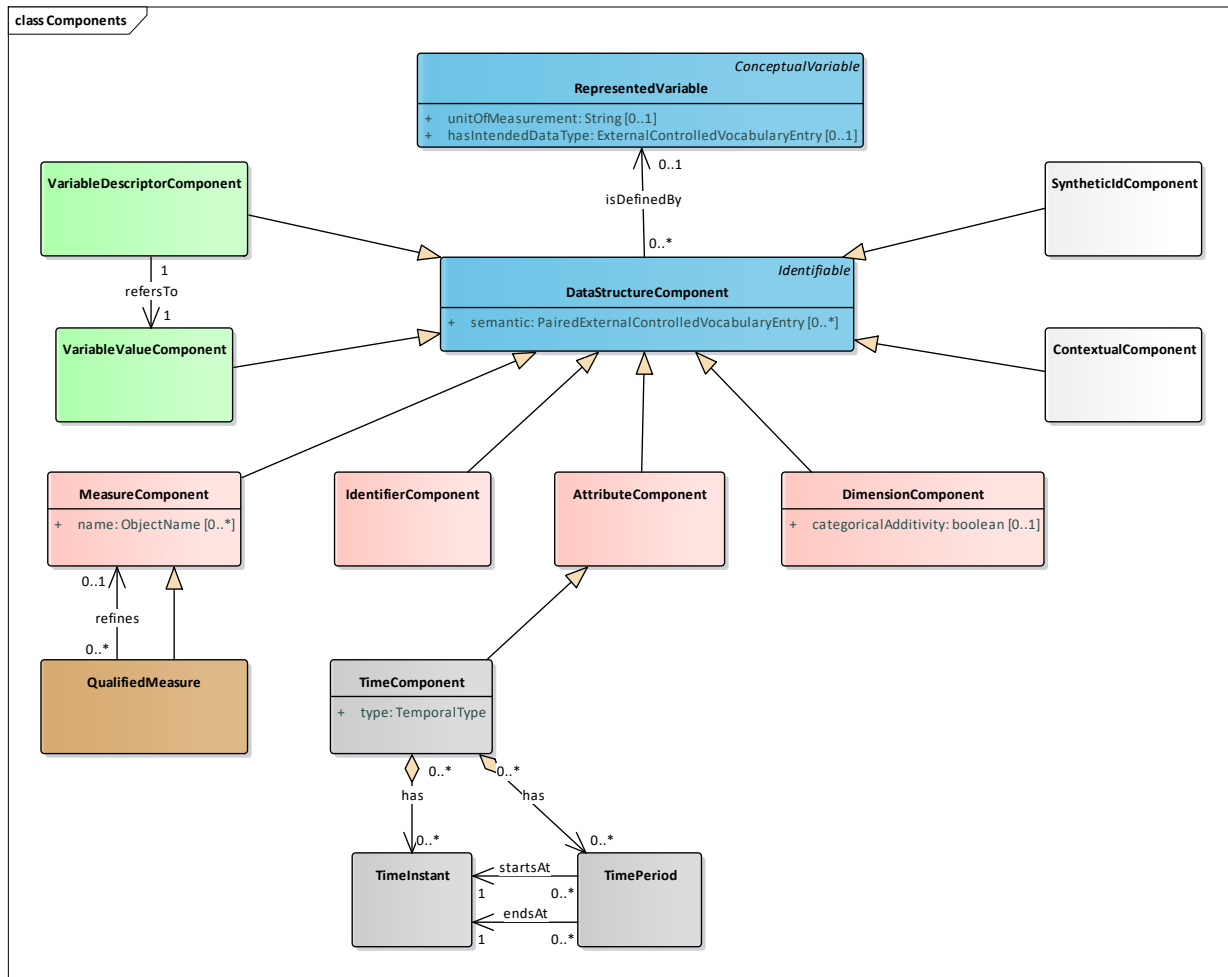 class Components
ConceptualVariable
RepresentedVariable
+ unitOfMeasurement: String [0..1]
+ hasIntendedDataType: ExternalControlledVocabularyEntry [0..1]
0..1
isDefinedBy
0..*
VariableDescriptorComponent
SyntheticIdComponent
1
refersTo
1
Identifiable
DataStructureComponent
+ semantic: PairedExternalControlledVocabularyEntry [0..*]
VariableValueComponent
ContextualComponent
MeasureComponent
+ name: ObjectName [0..*]
IdentifierComponent
AttributeComponent
DimensionComponent
+ categoricalAdditivity: boolean [0..1]
0..1
refines
0..*
QualifiedMeasure
TimeComponent
+ type: TemporalType
0..*
0..*
has
has
0..*
0..*
TimeInstant
TimePeriod
startsAt
1
0..*
endsAt
1
0..*